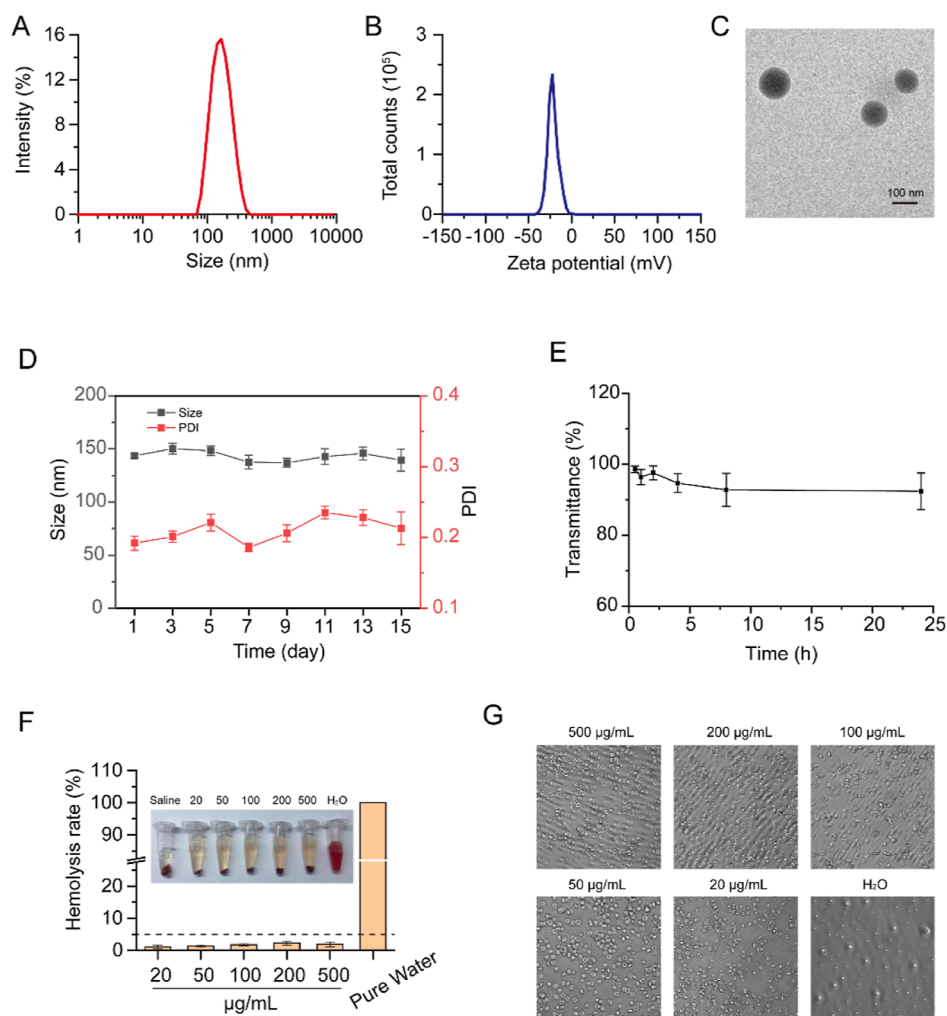 A
16
12
8
4
0
Intensity (%)
1
10
100
1000
10000
Size (nm)
B
3
2
1
0
Total counts (10⁵)
-150
-100
-50
0
50
100
150
Zeta potential (mV)
C
100 nm
D
200
150
100
50
0
Size (nm)
Size
PDI
0.4
0.3
0.2
0.1
PDI
1 3 5 7 9 11 13 15
Time (day)
E
120
100
80
60
Transmittance (%)
0 5 10 15 20 25
Time (h)
F
110
100
90
10
5
0
Hemolysis rate (%)
Saline 20 50 100 200 500 H₂O
20 50 100 200 500 Pure Water
µg/mL
G
500 µg/mL
200 µg/mL
100 µg/mL
50 µg/mL
20 µg/mL
H₂O